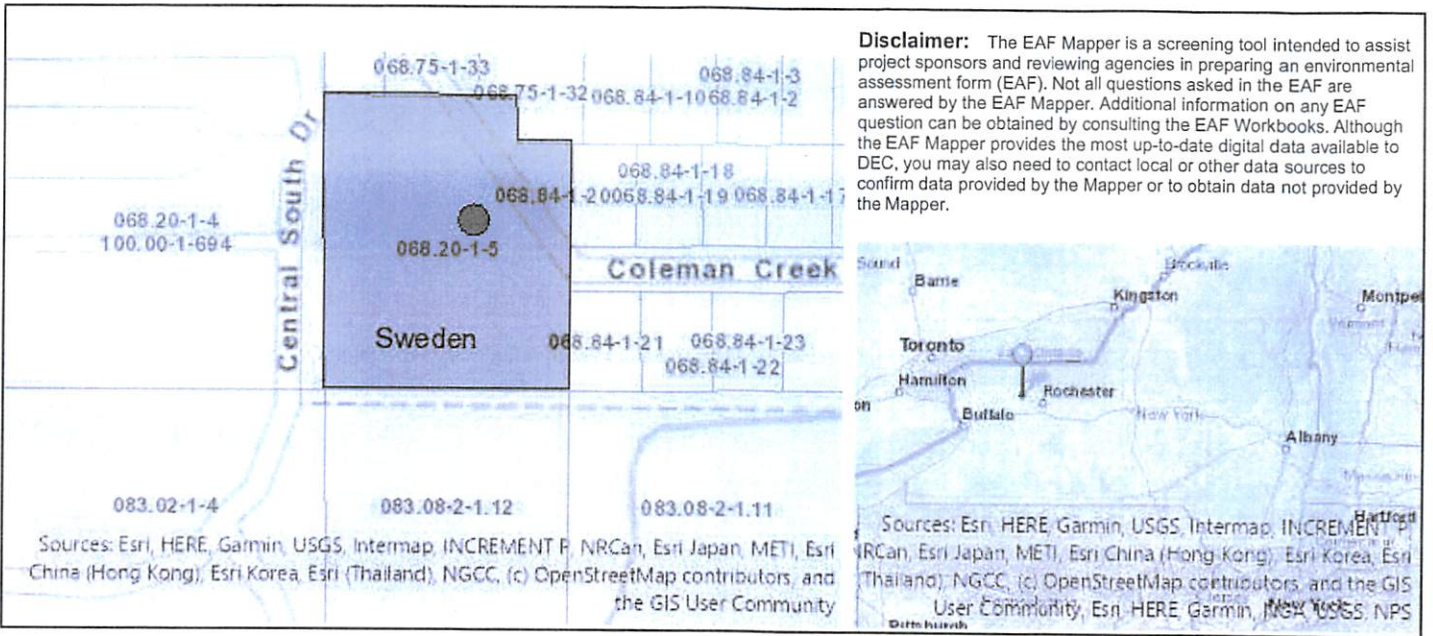 Disclaimer: The EAF Mapper is a screening tool intended to assist
project sponsors and reviewing agencies in preparing an environmental
assessment form (EAF). Not all questions asked in the EAF are
answered by the EAF Mapper. Additional information on any EAF
question can be obtained by consulting the EAF Workbooks. Although
the EAF Mapper provides the most up-to-date digital data available to
DEC, you may also need to contact local or other data sources to
confirm data provided by the Mapper or to obtain data not provided by
the Mapper.
068.75-1-33
068.84-1-3
068.75-1-32 068.84-1-10 068.84-1-2
Central South Dr
068.84-1-18
068.84-1-20 068.84-1-19 068.84-1-17
068.20-1-4
100.00-1-694
068.20-1-5
Coleman Creek
Sweden
068.84-1-21 068.84-1-23
068.84-1-22
083.02-1-4 083.08-2-1.12 083.08-2-1.11
Sources: Esri, HERE, Garmin, USGS, Intermap, INCREMENT P, NRCan, Esri Japan, METI, Esri
China (Hong Kong), Esri Korea, Esri (Thailand), NGCC, (c) OpenStreetMap contributors, and
the GIS User Community
Sound
Barrie
Brockville
Kingston
Montpel
Toronto
Hamilton
Rochester
on
Buffalo
New York
Albany
Hartford
Sources: Esri, HERE, Garmin, USGS, Intermap, INCREMENT P,
NRCan, Esri Japan, METI, Esri China (Hong Kong), Esri Korea, Esri
(Thailand), NGCC, (c) OpenStreetMap contributors, and the GIS
User Community, Esri, HERE, Garmin, NGA, USGS, NPS